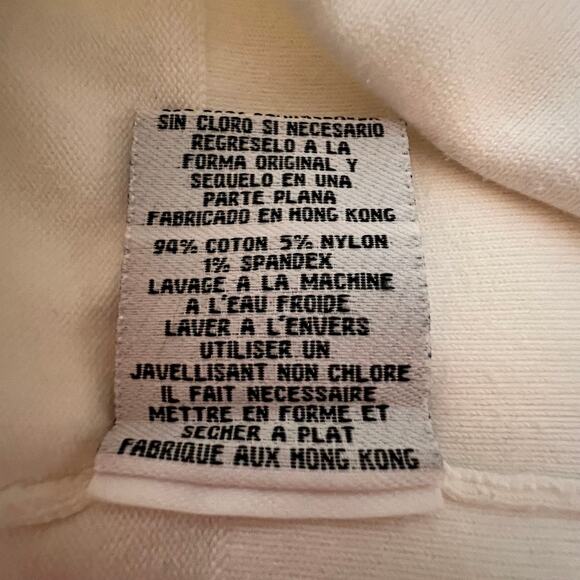 SIN CLORO SI NECESARIO
REGRESELO A LA
FORMA ORIGINAL Y
SEQUELO EN UNA
PARTE PLANA
FABRICADO EN HONG KONG
94% COTON 5% NYLON
1% SPANDEX
LAVAGE A LA MACHINE
A L'EAU FROIDE
LAVER A L'ENVERS
UTILISER UN
JAVELLISANT NON CHLORE
IL FAIT NECESSAIRE
METTRE EN FORME ET
SECHER A PLAT
FABRIQUE AUX HONG KONG